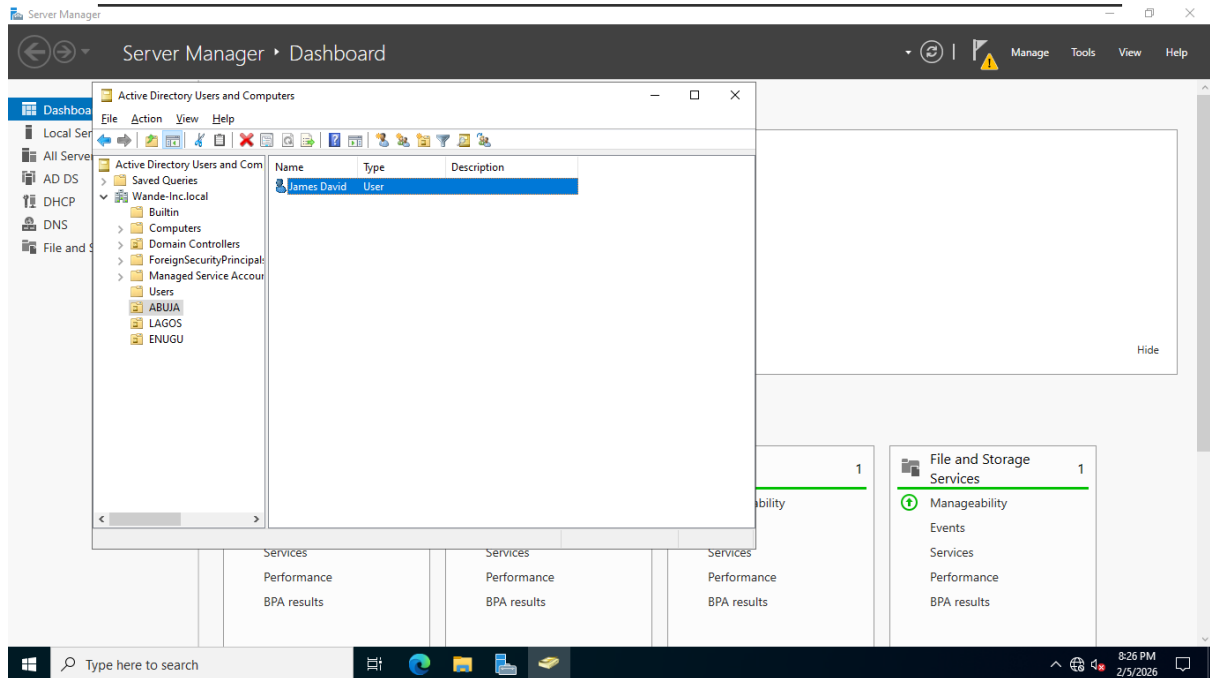 Server Manager
Server Manager • Dashboard
Manage Tools View Help
Dashboa
Local Ser
All Server
AD DS
DHCP
DNS
File and S
Active Directory Users and Computers
File Action View Help
Active Directory Users and Com
Saved Queries
Wande-Inc.local
Builtin
Computers
Domain Controllers
ForeignSecurityPrincipals
Managed Service Accour
Users
ABUJA
LAGOS
ENUGU
Name Type Description
James David User
Hide
1
File and Storage
Services
1
ability
Manageability
Events
Services Services Services Services
Performance Performance Performance Performance
BPA results BPA results BPA results BPA results
Type here to search
8:26 PM
2/5/2026